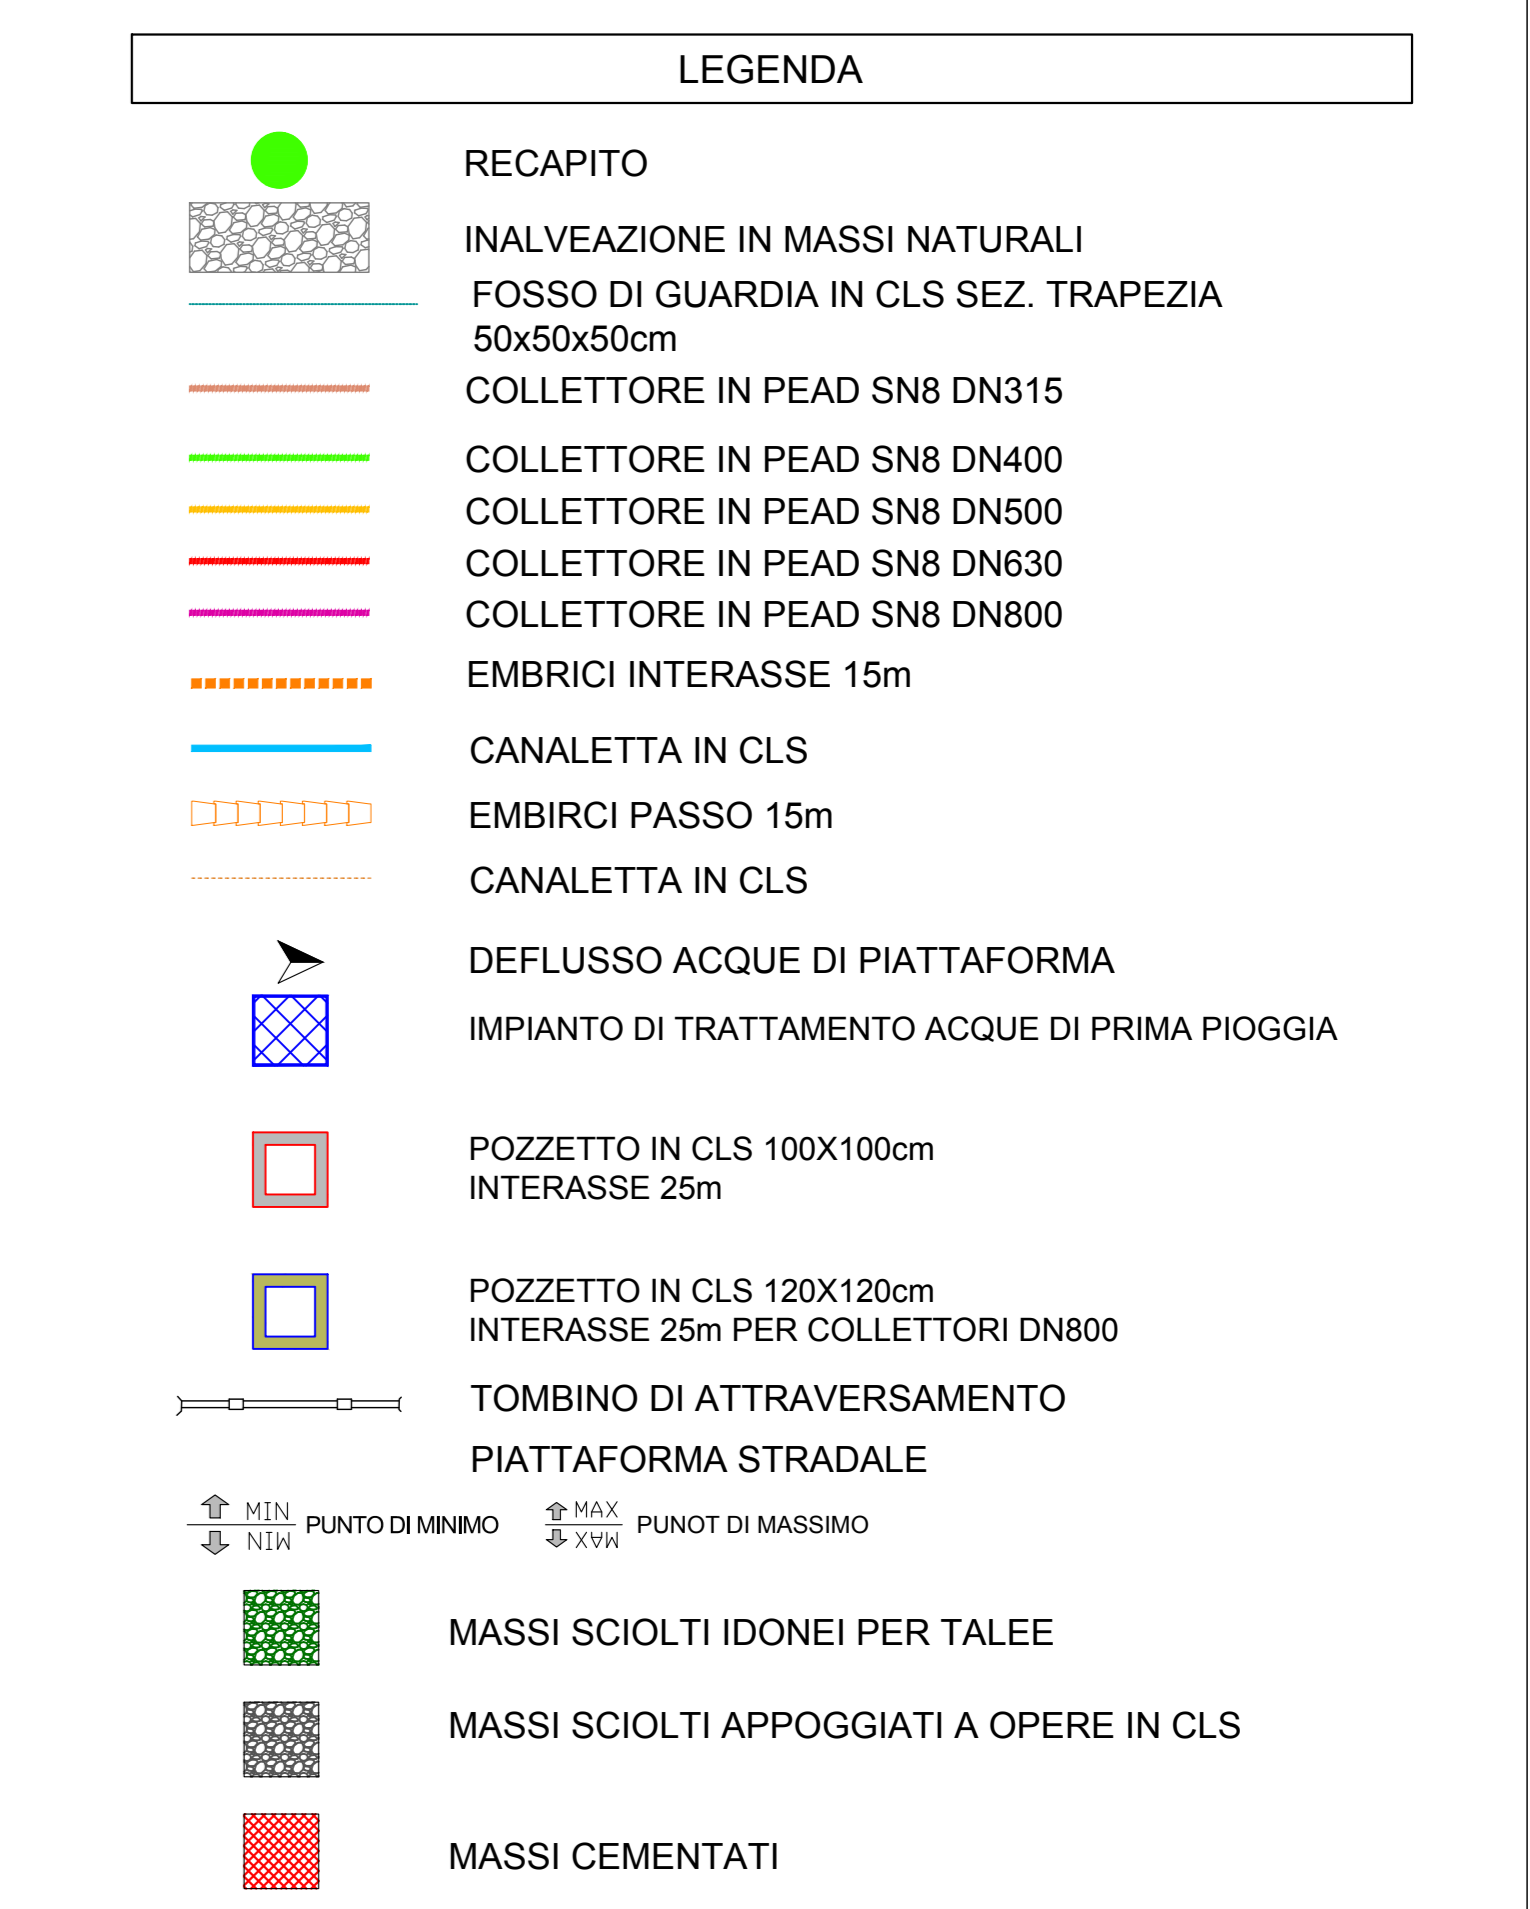 LEGENDA
RECAPITO
INALVEAZIONE IN MASSI NATURALI
FOSSO DI GUARDIA IN CLS SEZ. TRAPEZIA
50x50x50cm
COLLETTORE IN PEAD SN8 DN315
COLLETTORE IN PEAD SN8 DN400
COLLETTORE IN PEAD SN8 DN500
COLLETTORE IN PEAD SN8 DN630
COLLETTORE IN PEAD SN8 DN800
EMBRICI INTERASSE 15m
CANALETTA IN CLS
EMBIRCI PASSO 15m
CANALETTA IN CLS
DEFLUSSO ACQUE DI PIATTAFORMA
IMPIANTO DI TRATTAMENTO ACQUE DI PRIMA PIOGGIA
POZZETTO IN CLS 100X100cm
INTERASSE 25m
POZZETTO IN CLS 120X120cm
INTERASSE 25m PER COLLETTORI DN800
TOMBINO DI ATTRAVERSAMENTO
PIATTAFORMA STRADALE
MIN
MIN
PUNTO DI MINIMO
MAX
MAX
PUNOT DI MASSIMO
MASSI SCIOLTI IDONEI PER TALEE
MASSI SCIOLTI APPOGGIATI A OPERE IN CLS
MASSI CEMENTATI